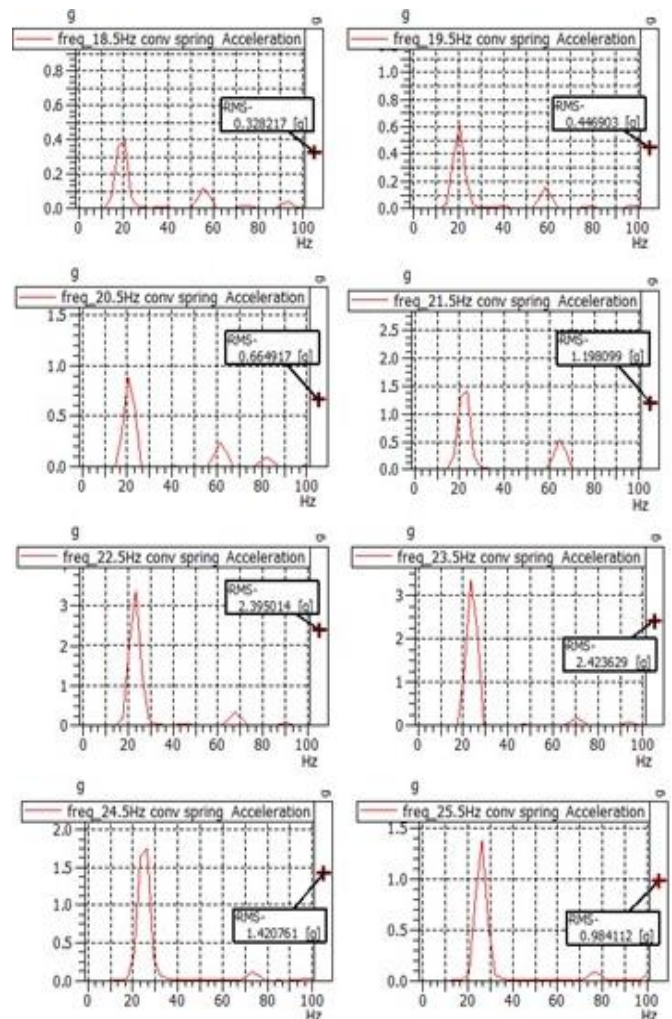 g g g g
freq_18.5Hz conv spring Acceleration freq_19.5Hz conv spring Acceleration
0.8 1.0
RMS- RMS-
0.328217 [g] 0.446903 [g]
0.6 0.8
0.4 0.6
0.2 0.4
0.0 0.2
0.0
0 20 40 60 80 100 0 20 40 60 80 100
Hz Hz
g g g g
freq_20.5Hz conv spring Acceleration freq_21.5Hz conv spring Acceleration
1.5 2.5
RMS- RMS-
0.664917 [g] 1.198099 [g]
1.0 2.0
0.5 1.5
0.0 1.0
0.5
0.0
0 20 40 60 80 100 0 20 40 60 80 100
Hz Hz
g g g g
freq_22.5Hz conv spring Acceleration freq_23.5Hz conv spring Acceleration
RMS-
2.395014 [g]
3 3
2 2
RMS-
2.423629 [g]
1 1
0 0
0 20 40 60 80 100 0 20 40 60 80 100
Hz Hz
g g g g
freq_24.5Hz conv spring Acceleration freq_25.5Hz conv spring Acceleration
2.0 1.5
1.5 1.0
1.0
RMS- RMS-
1.420761 [g] 0.984112 [g]
0.5 0.5
0.0 0.0
0 20 40 60 80 100 0 20 40 60 80 100
Hz Hz